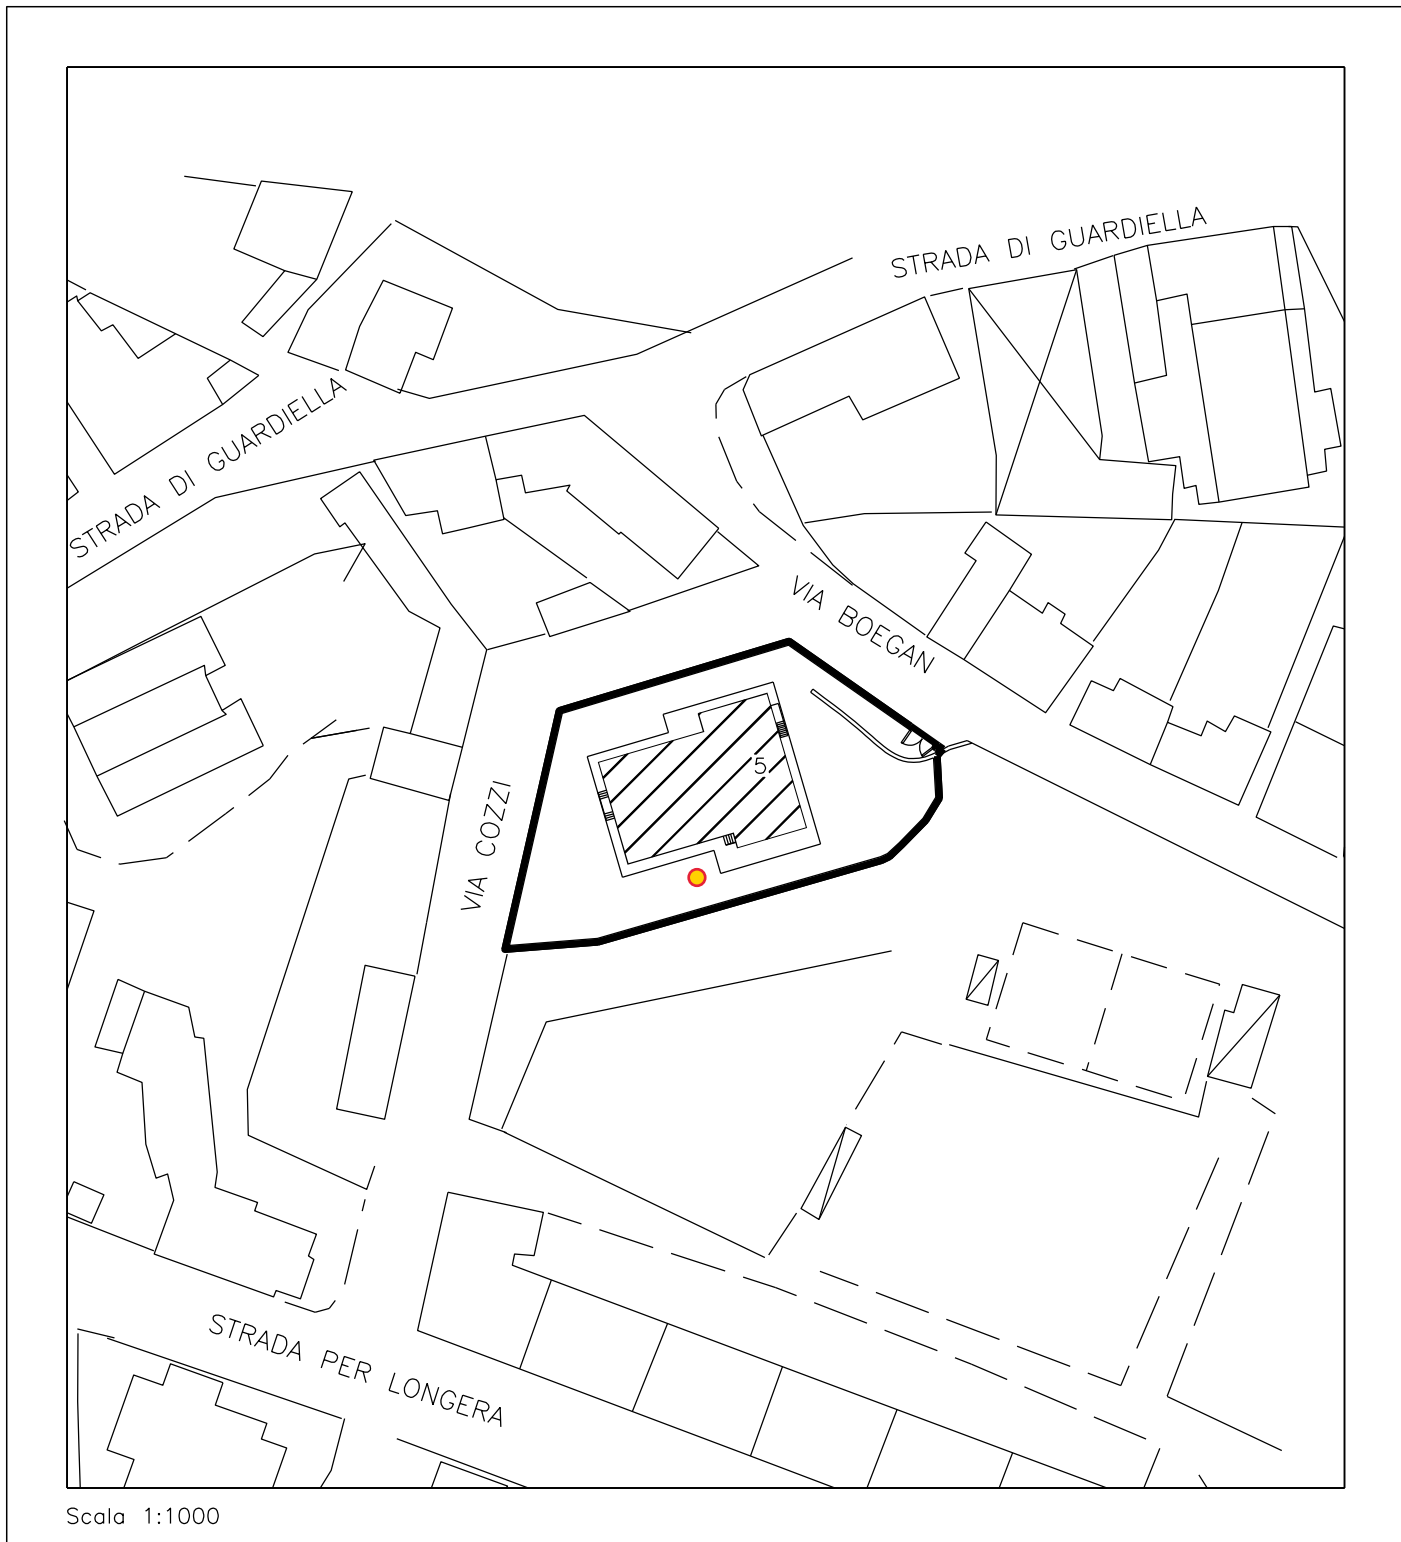 STRADA DI GUARDIELLA
STRADA DI GUARDIELLA
VIA BOEGAN
5
VIA COZZI
STRADA PER LONGERA
Scala 1:1000